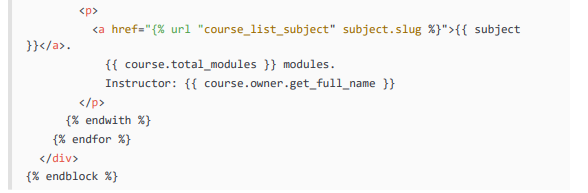 <p>
<a href="{% url "course_list_subject" subject.slug %}">{{ subject
}}</a>.
{{ course.total_modules }} modules.
Instructor: {{ course.owner.get_full_name }}
</p>
{% endwith %}
{% endfor %}
</div>
{% endblock %}